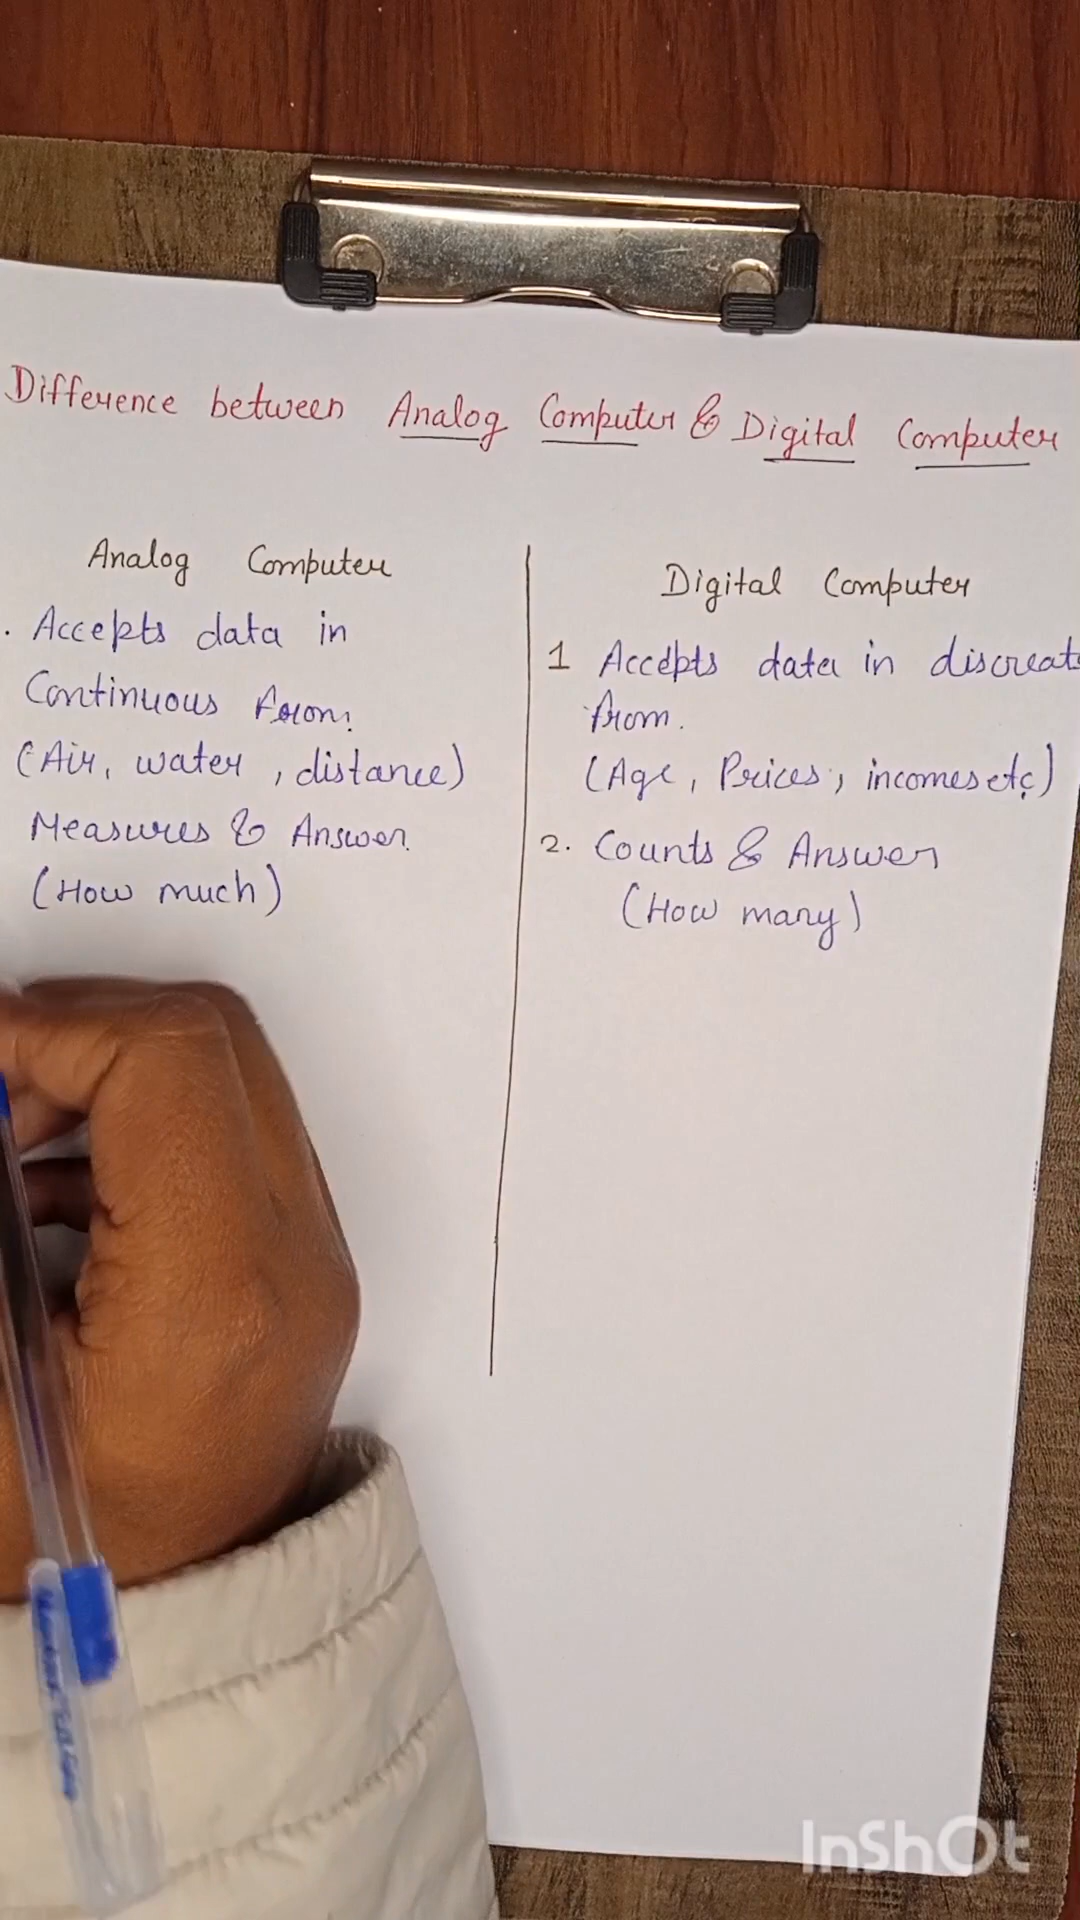 Difference between Analog Computer & Digital Computer
Analog Computer
. Accepts data in
Continuous form.
(Air, water, distance)
Measures & Answer.
(How much)
Digital Computer
1 Accepts data in discreat
from.
(Age, Prices, incomes etc)
2. Counts & Answer
(How many)
InShOt